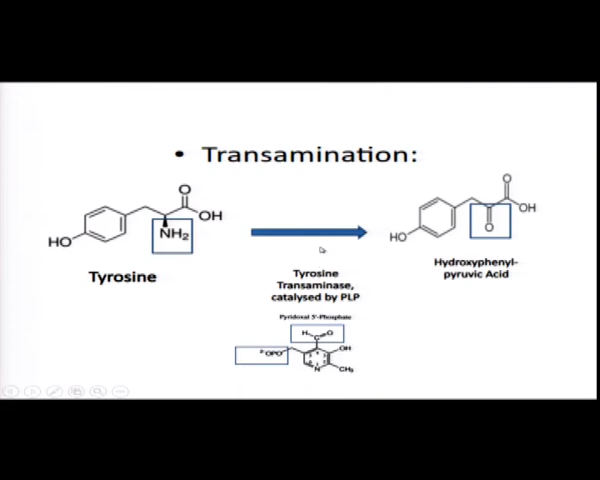 • Transamination:
O
OH
NH₂
HO
Tyrosine
Tyrosine
Transaminase,
catalysed by PLP
Pyridoxal 5'-Phosphate
H
O
OH
N
CH₃
O
OH
O
HO
Hydroxyphenyl-
pyruvic Acid